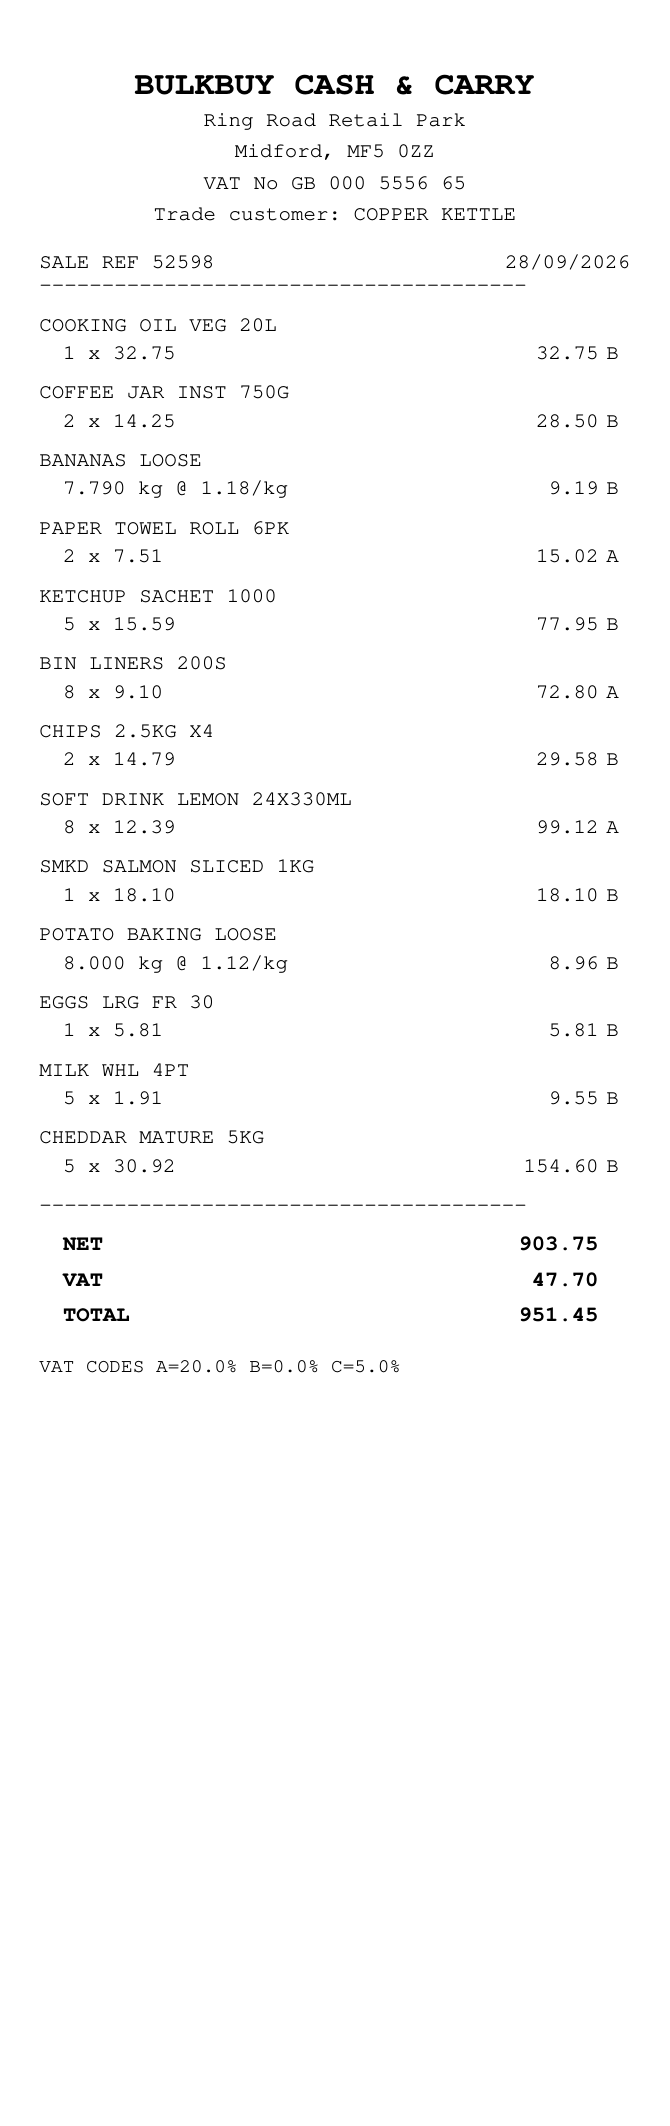 BULKBUY CASH & CARRY
Ring Road Retail Park
Midford, MF5 0ZZ
VAT No GB 000 5556 65
Trade customer: COPPER KETTLE
SALE REF 52598 28/09/2026
---------------------------------------
COOKING OIL VEG 20L
1 x 32.75 32.75 B
COFFEE JAR INST 750G
2 x 14.25 28.50 B
BANANAS LOOSE
7.790 kg @ 1.18/kg 9.19 B
PAPER TOWEL ROLL 6PK
2 x 7.51 15.02 A
KETCHUP SACHET 1000
5 x 15.59 77.95 B
BIN LINERS 200S
8 x 9.10 72.80 A
CHIPS 2.5KG X4
2 x 14.79 29.58 B
SOFT DRINK LEMON 24X330ML
8 x 12.39 99.12 A
SMKD SALMON SLICED 1KG
1 x 18.10 18.10 B
POTATO BAKING LOOSE
8.000 kg @ 1.12/kg 8.96 B
EGGS LRG FR 30
1 x 5.81 5.81 B
MILK WHL 4PT
5 x 1.91 9.55 B
CHEDDAR MATURE 5KG
5 x 30.92 154.60 B
---------------------------------------
NET 903.75
VAT 47.70
TOTAL 951.45
VAT CODES A=20.0% B=0.0% C=5.0%